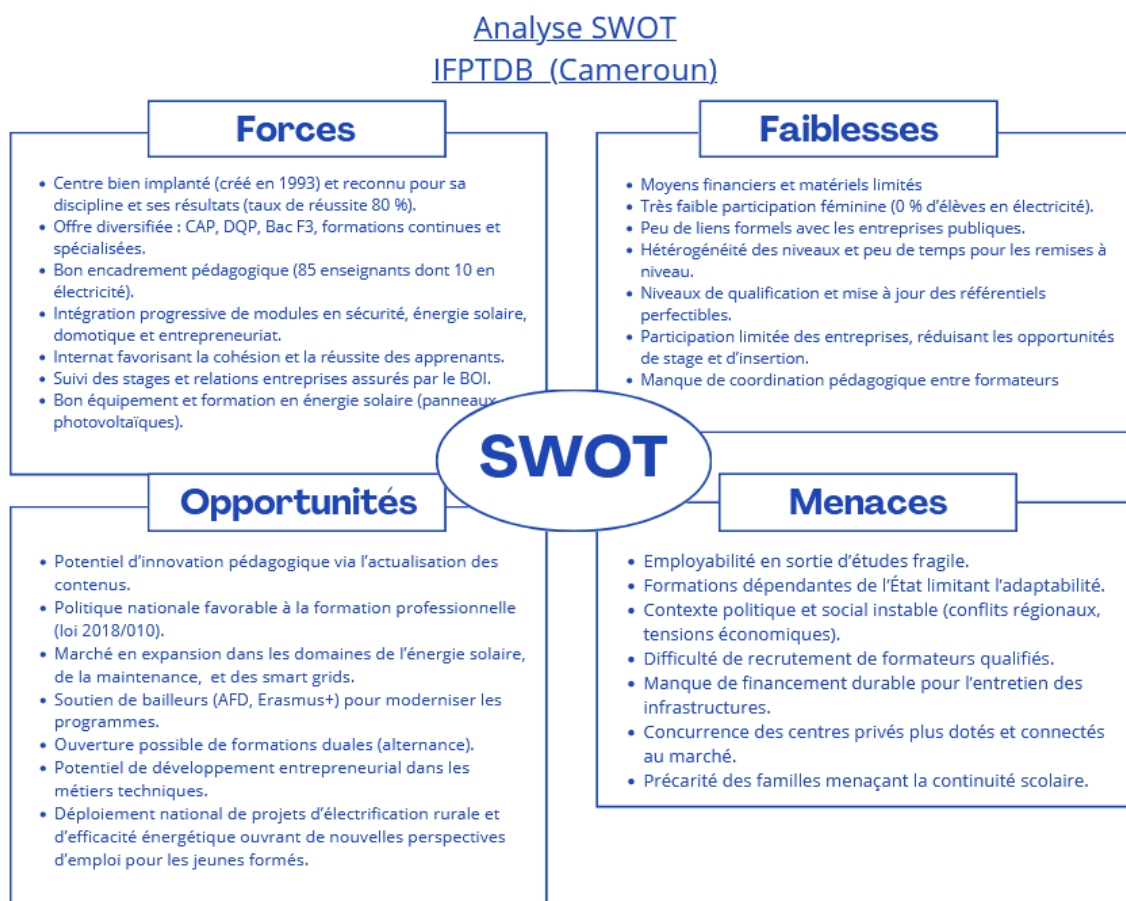 Analyse SWOT
IFPTDB (Cameroun)
Forces
• Centre bien implanté (créé en 1993) et reconnu pour sa
discipline et ses résultats (taux de réussite 80 %).
• Offre diversifiée : CAP, DQP, Bac F3, formations continues et
spécialisées.
• Bon encadrement pédagogique (85 enseignants dont 10 en
électricité).
• Intégration progressive de modules en sécurité, énergie solaire,
domotique et entrepreneuriat.
• Internat favorisant la cohésion et la réussite des apprenants.
• Suivi des stages et relations entreprises assurés par le BOI.
• Bon équipement et formation en énergie solaire (panneaux
photovoltaïques).
Faiblesses
• Moyens financiers et matériels limités
• Très faible participation féminine (0 % d’élèves en électricité).
• Peu de liens formels avec les entreprises publiques.
• Hétérogénéité des niveaux et peu de temps pour les remises à
niveau.
• Niveaux de qualification et mise à jour des référentiels
perfectibles.
• Participation limitée des entreprises, réduisant les opportunités
de stage et d’insertion.
• Manque de coordination pédagogique entre formateurs
SWOT
Opportunités
• Potentiel d’innovation pédagogique via l’actualisation des
contenus.
• Politique nationale favorable à la formation professionnelle
(loi 2018/010).
• Marché en expansion dans les domaines de l’énergie solaire,
de la maintenance, et des smart grids.
• Soutien de bailleurs (AFD, Erasmus+) pour moderniser les
programmes.
• Ouverture possible de formations duales (alternance).
• Potentiel de développement entrepreneurial dans les
métiers techniques.
• Déploiement national de projets d’électrification rurale et
d’efficacité énergétique ouvrant de nouvelles perspectives
d’emploi pour les jeunes formés.
Menaces
• Employabilité en sortie d’études fragile.
• Formations dépendantes de l’État limitant l’adaptabilité.
• Contexte politique et social instable (conflits régionaux,
tensions économiques).
• Difficulté de recrutement de formateurs qualifiés.
• Manque de financement durable pour l’entretien des
infrastructures.
• Concurrence des centres privés plus dotés et connectés
au marché.
• Précarité des familles menaçant la continuité scolaire.